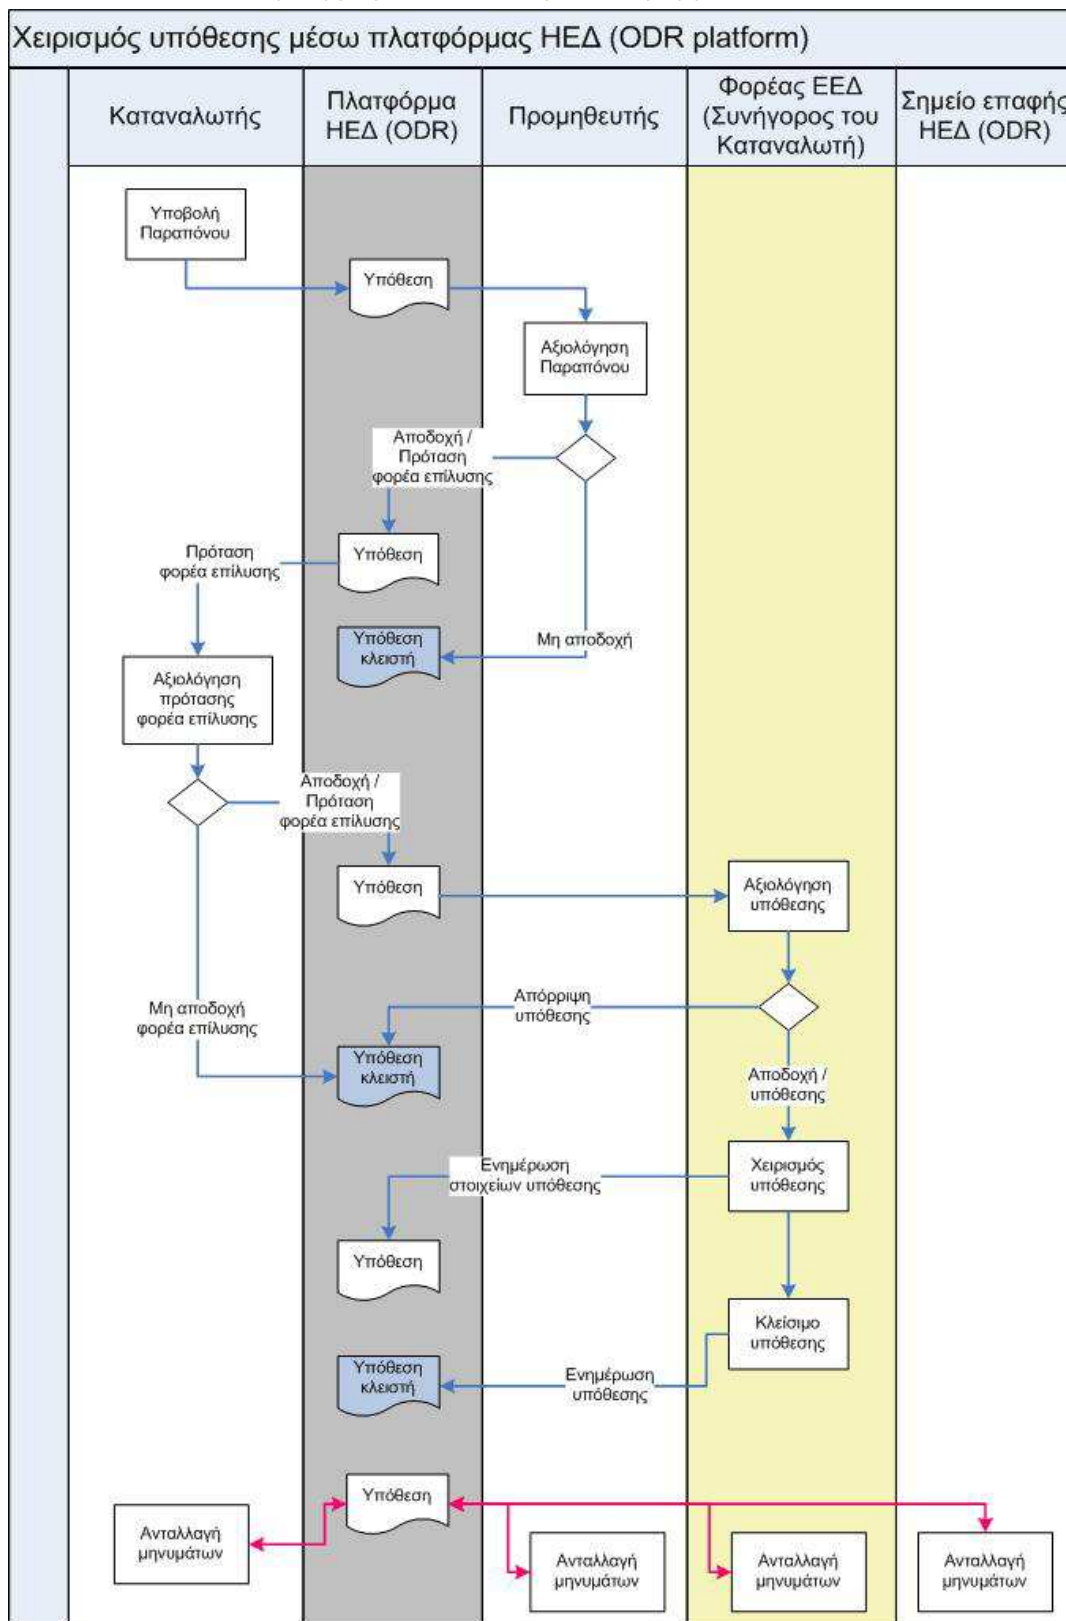 Χειρισμός υπόθεσης μέσω πλατφόρμας ΗΕΔ (ODR platform)
Καταναλωτής
Πλατφόρμα
ΗΕΔ (ODR)
Προμηθευτής
Φορέας ΕΕΔ
(Συνήγορος του
Καταναλωτή)
Σημείο επαφής
ΗΕΔ (ODR)
Υποβολή
Παραπόνου
Υπόθεση
Αξιολόγηση
Παραπόνου
Αποδοχή /
Πρόταση
φορέα επίλυσης
Υπόθεση
Πρόταση
φορέα επίλυσης
Υπόθεση
κλειστή
Μη αποδοχή
Αξιολόγηση
πρότασης
φορέα επίλυσης
Αποδοχή /
Πρόταση
φορέα επίλυσης
Υπόθεση
Αξιολόγηση
υπόθεσης
Μη αποδοχή
φορέα επίλυσης
Απόρριψη
υπόθεσης
Υπόθεση
κλειστή
Αποδοχή /
υπόθεσης
Ενημέρωση
στοιχείων υπόθεσης
Χειρισμός
υπόθεσης
Υπόθεση
Κλείσιμο
υπόθεσης
Υπόθεση
κλειστή
Ενημέρωση
υπόθεσης
Υπόθεση
Ανταλλαγή
μηνυμάτων
Ανταλλαγή
μηνυμάτων
Ανταλλαγή
μηνυμάτων
Ανταλλαγή
μηνυμάτων